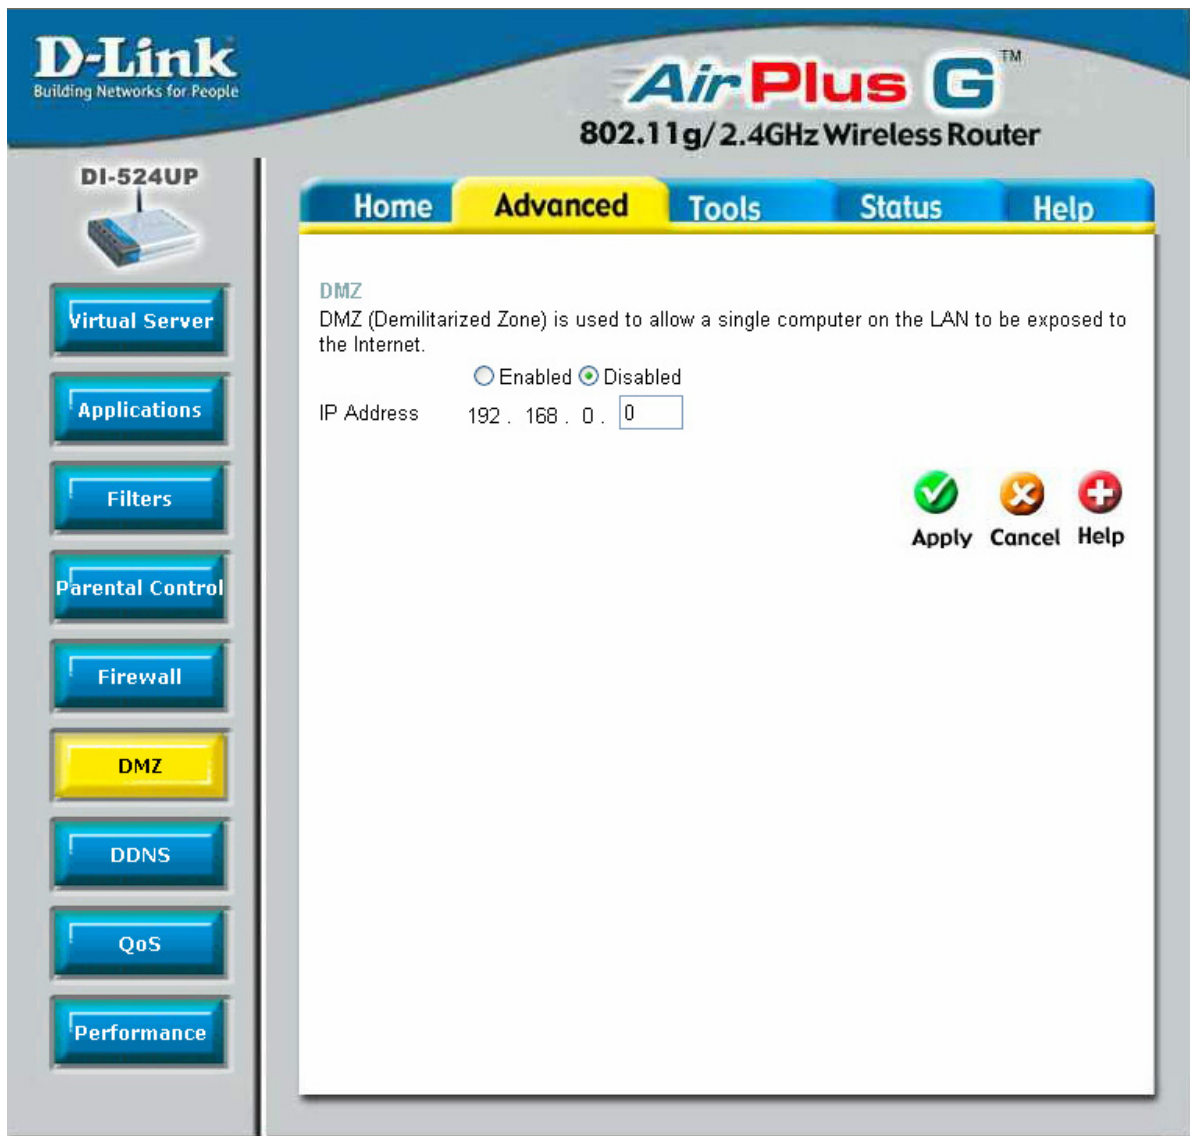 D-Link
Building Networks for People
AirPlus G™
802.11g/2.4GHz Wireless Router
DI-524UP
Home Advanced Tools Status Help
Virtual Server
Applications
Filters
Parental Control
Firewall
DMZ
DDNS
QoS
Performance
DMZ
DMZ (Demilitarized Zone) is used to allow a single computer on the LAN to be exposed to
the Internet.
Enabled Disabled
IP Address 192 . 168 . 0 . 0
Apply Cancel Help